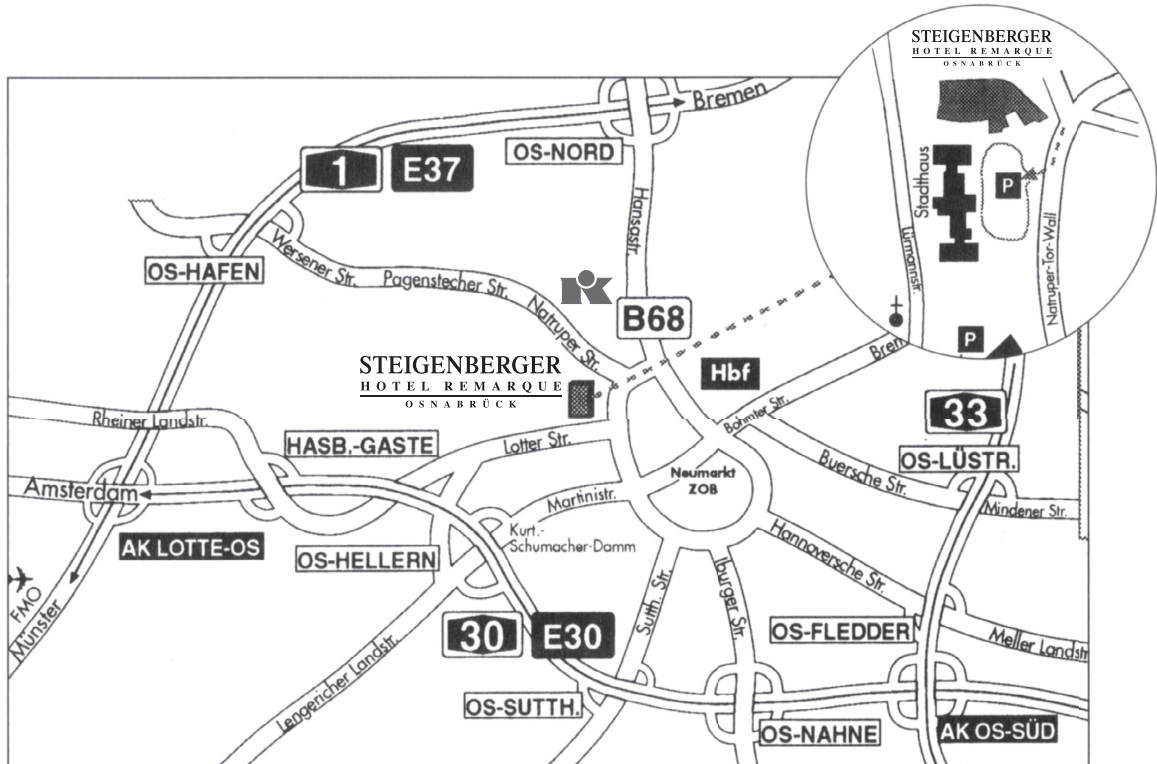 STEIGENBERGER
HOTEL REMARQUE
OSNABRÜCK
Stadthaus
P
Lürmannstr.
Natruper-Tor-Wall
P
Bremen
OS-NORD
1
E37
Hansastr.
OS-HAFEN
Wersener Str.
Pagenstecher Str.
Natruper Str.
B68
STEIGENBERGER
HOTEL REMARQUE
OSNABRÜCK
Hbf
Brem
Bohmter Str.
33
Rheiner Landstr.
HASB.-GASTE
Lotter Str.
OS-LÜSTR.
Buersche Str.
Neumarkt
ZOB
Amsterdam
Martinistr.
Mindener Str.
AK LOTTE-OS
OS-HELLERN
Kurt.-
Schumacher-Damm
Hannoversche Str.
FMO
Münster
Sutth. Str.
Iburger Str.
30
E30
OS-FLEDDER
Meller Landstr
Lengericher Landstr.
OS-SUTTH.
OS-NAHNE
AK OS-SÜD